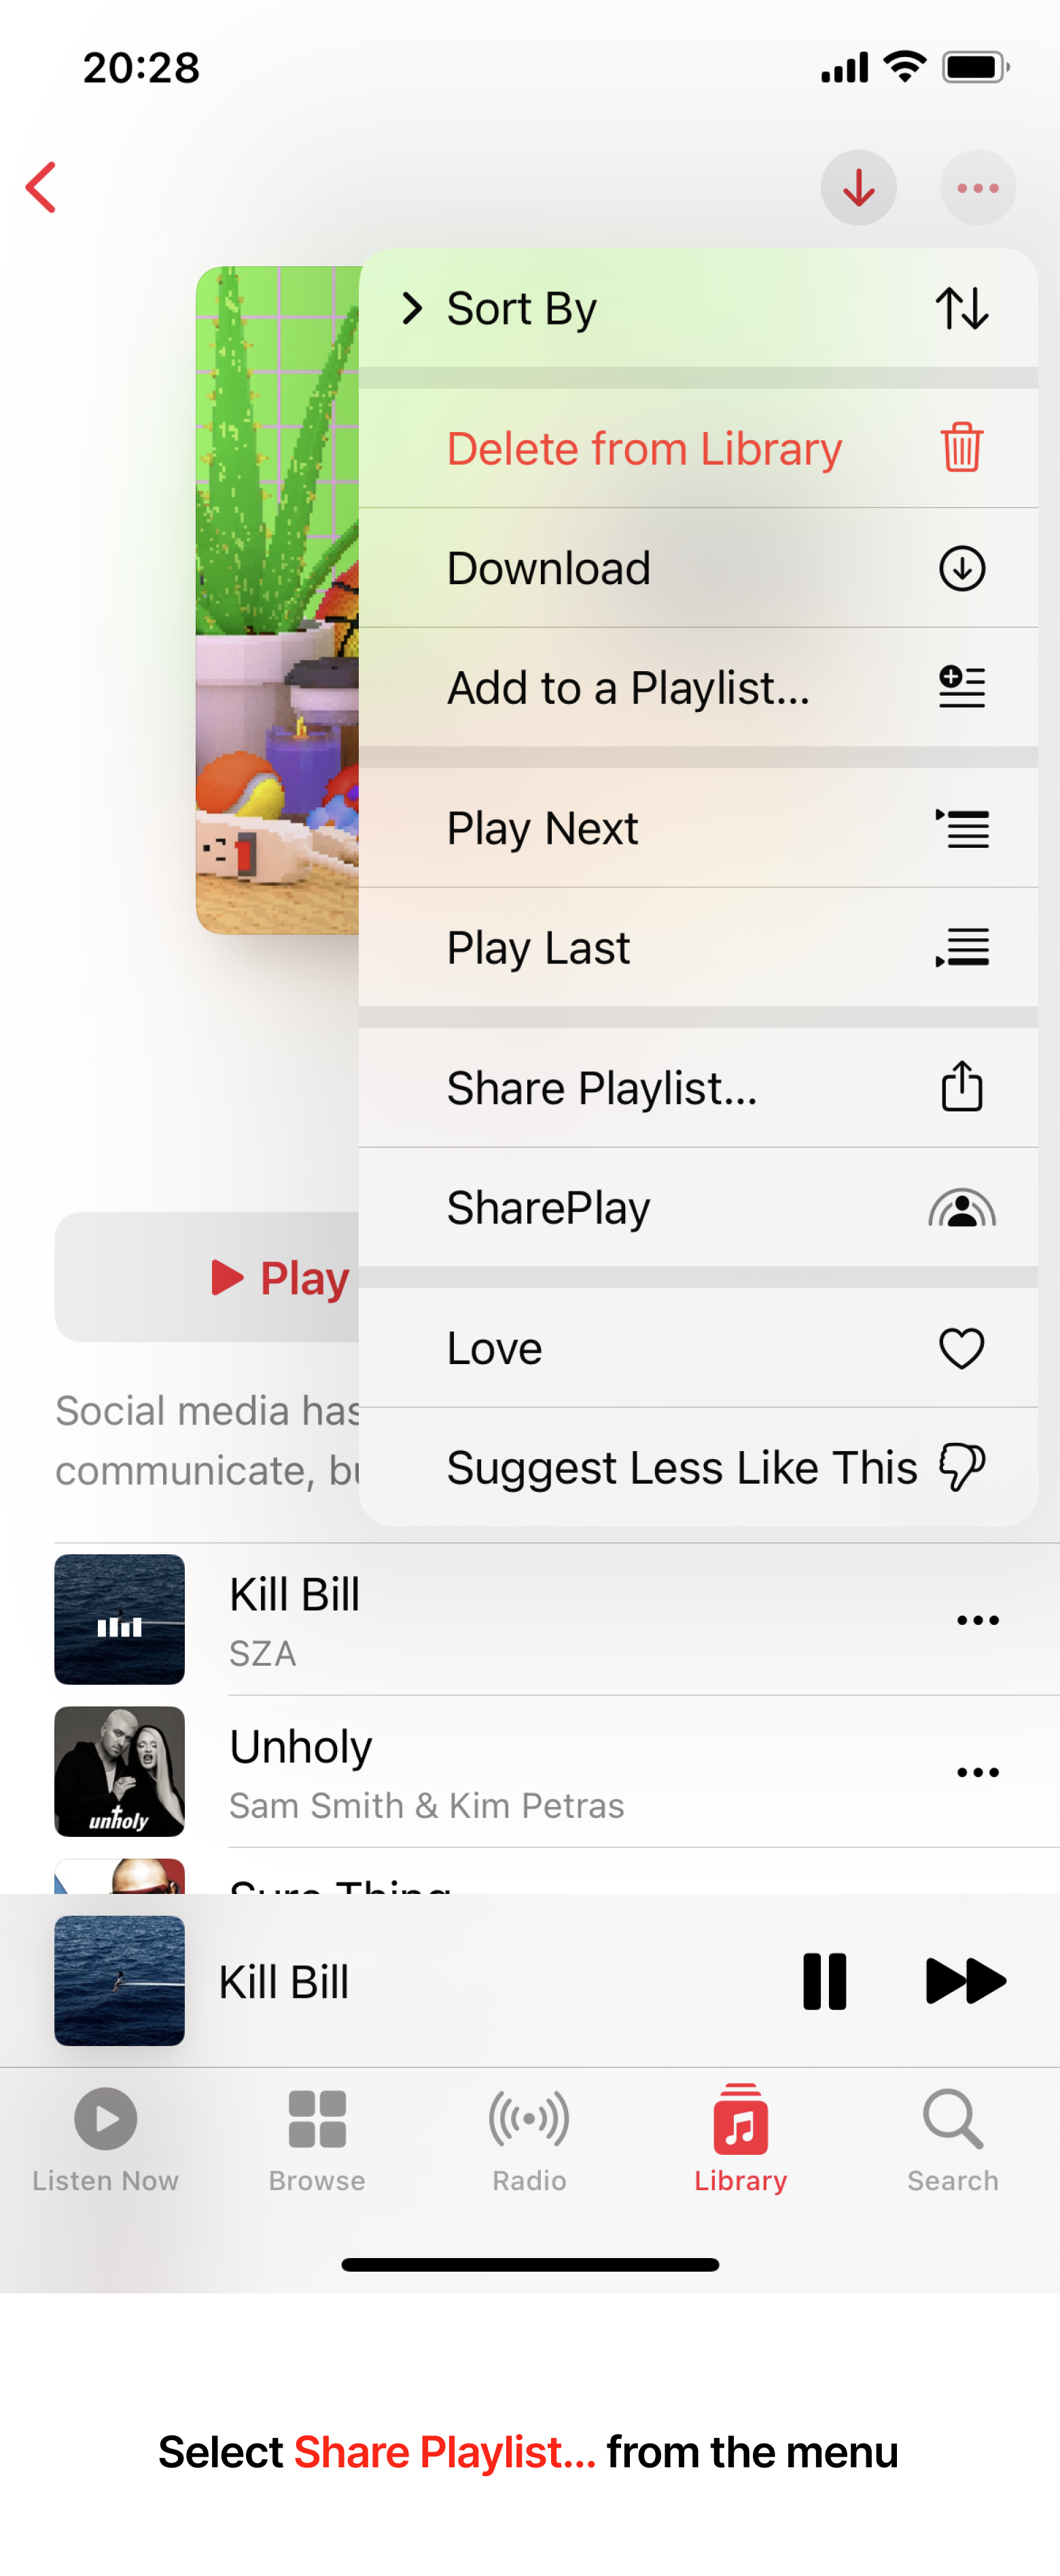 20:28
Sort By
Delete from Library
Download
Add to a Playlist...
Play Next
Play Last
Share Playlist...
SharePlay
Play
Love
Social media has
communicate, bu
Suggest Less Like This
Kill Bill
SZA
Unholy
Sam Smith & Kim Petras
unholy
Sure Thing
Kill Bill
Listen Now
Browse
Radio
Library
Search
Select Share Playlist... from the menu